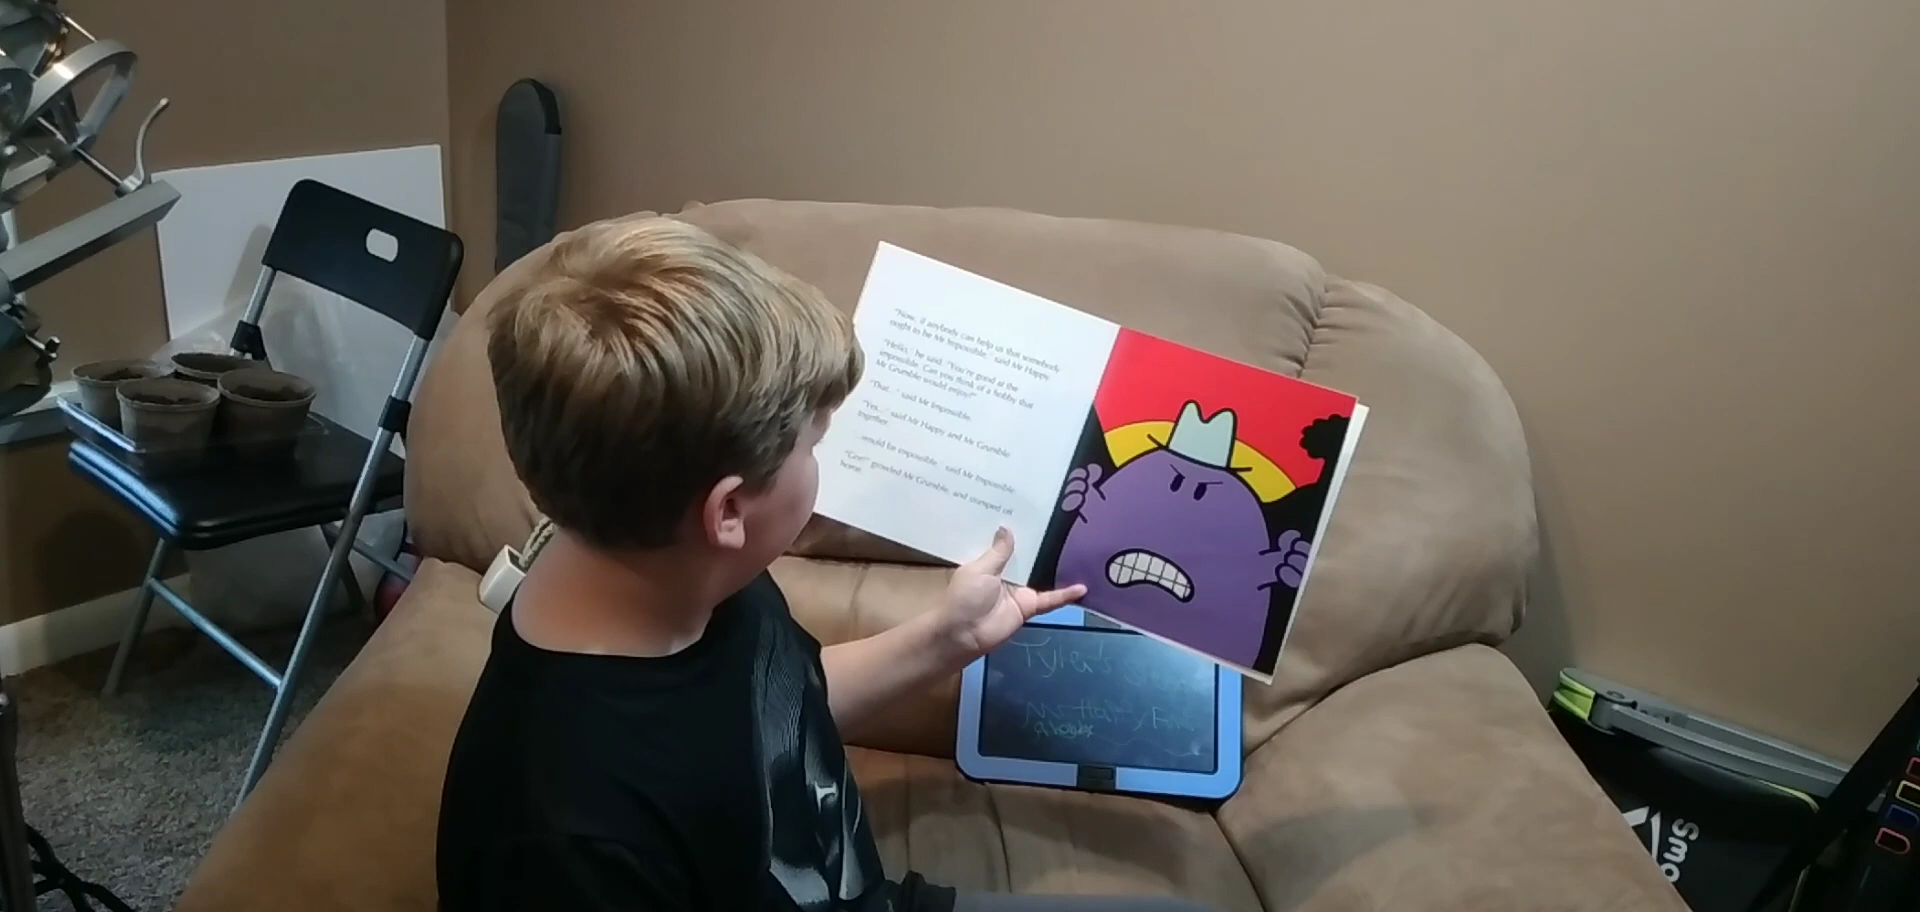 "Now, if anybody can help us that somebody
ought to be Mr Impossible," said Mr Happy.
"Hello," he said. "You're good at the
impossible. Can you think of a hobby that
Mr Grumble would enjoy?"
"That..." said Mr Impossible.
"Yes..." said Mr Happy and Mr Grumble
together.
"...would be impossible," said Mr Impossible.
growled Mr Grumble, and stumped off
home.
Tyler's
Mr Happy